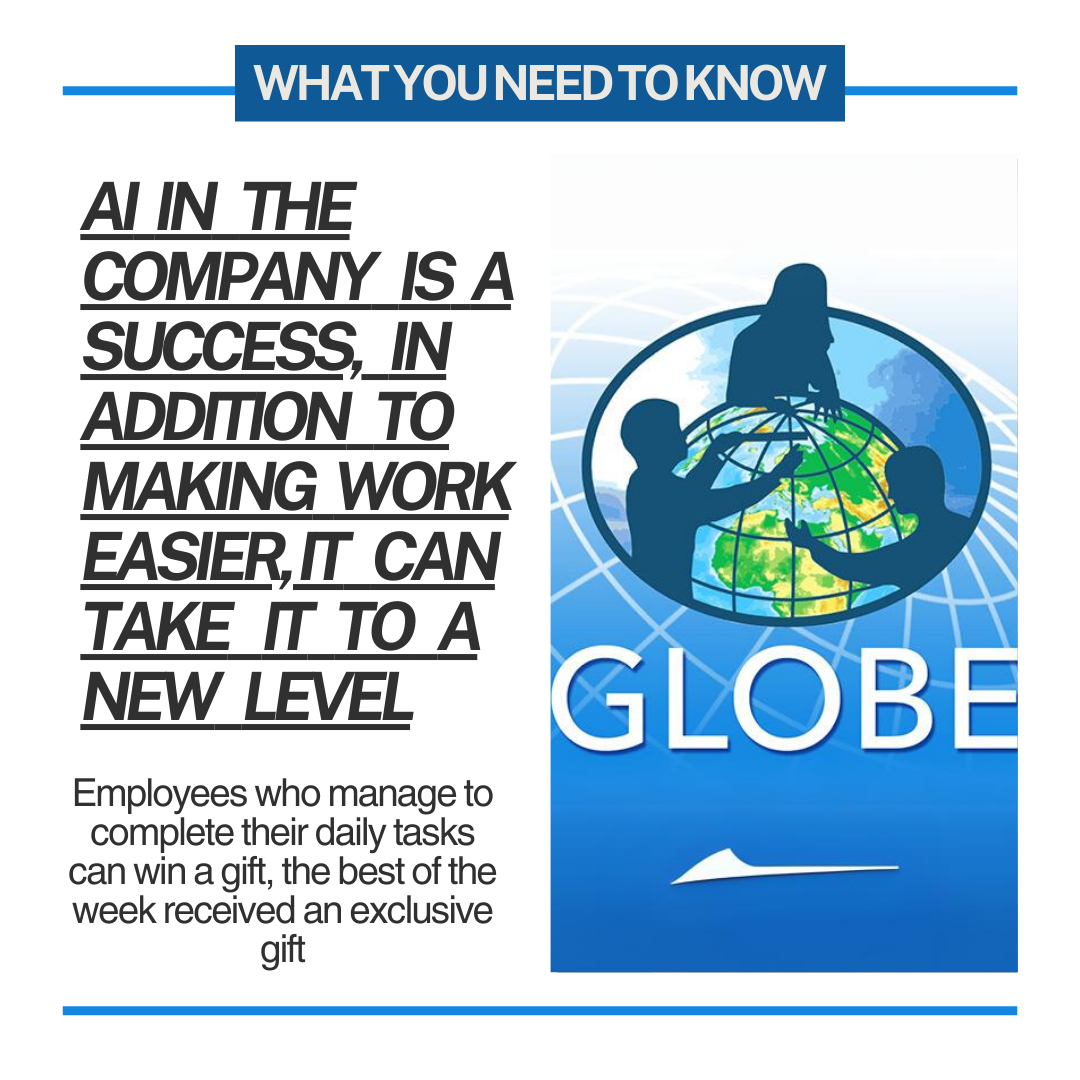 WHAT YOU NEED TO KNOW
AI IN THE
COMPANY IS A
SUCCESS, IN
ADDITION TO
MAKING WORK
EASIER, IT CAN
TAKE IT TO A
NEW LEVEL
Employees who manage to
complete their daily tasks
can win a gift, the best of the
week received an exclusive
gift
GLOBE